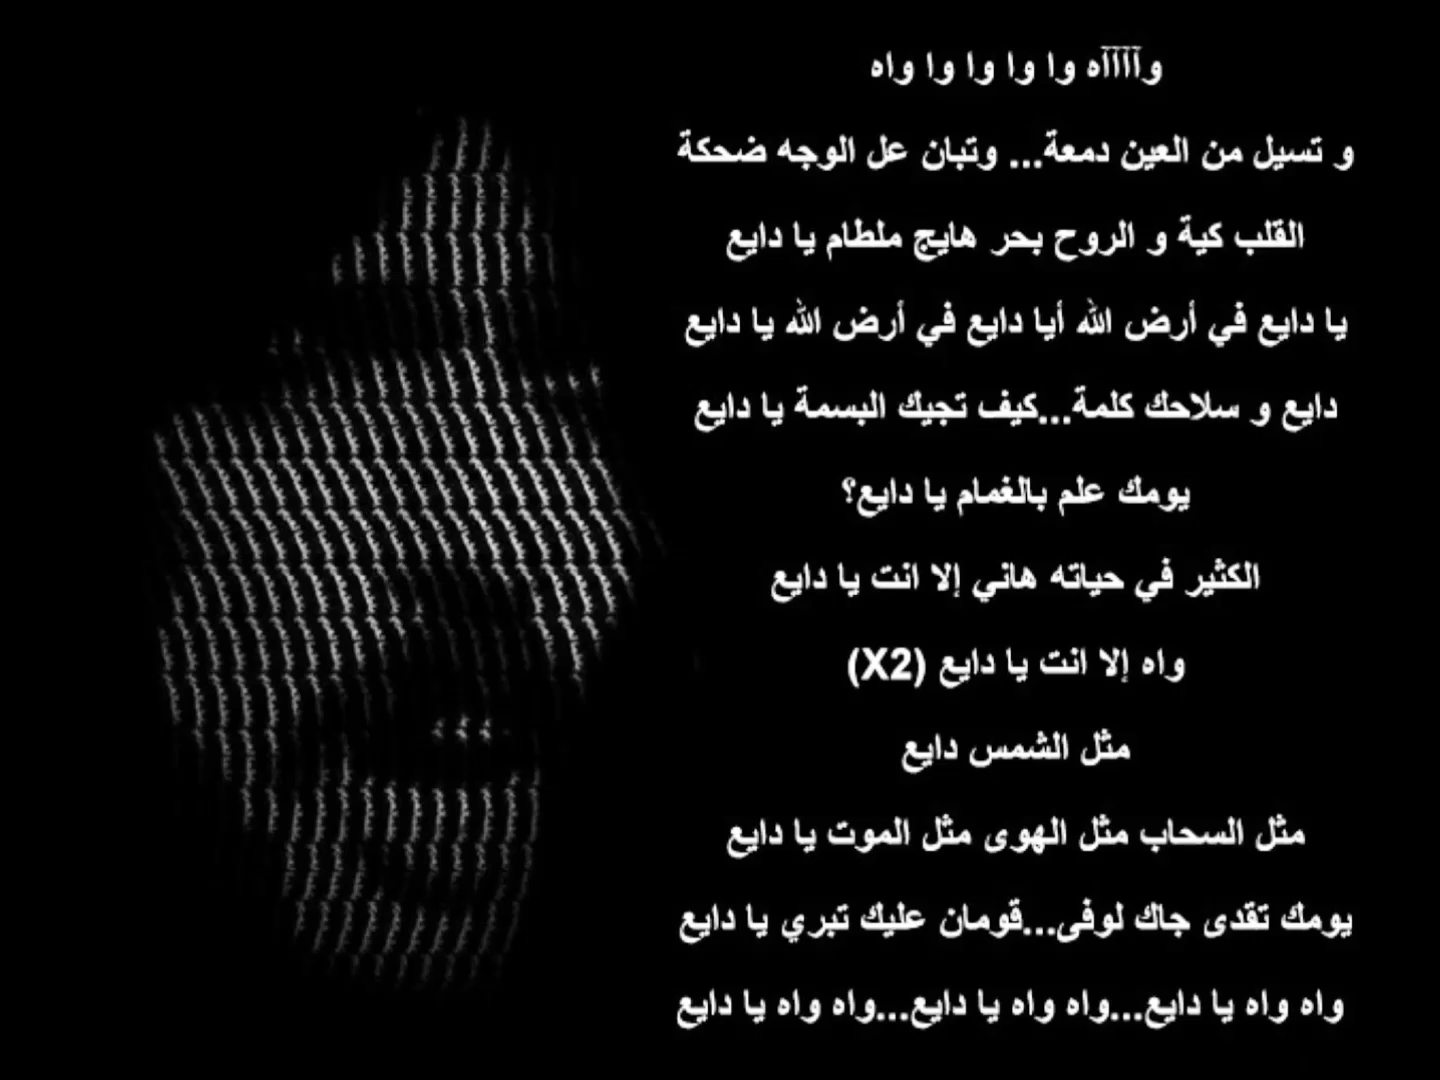 وآآآآه وا وا وا وا وا واه
و تسيل من العين دمعة... وتبان عل الوجه ضحكة
القلب كية و الروح بحر هايج ملطام يا دايع
يا دايع في أرض الله أيا دايع في أرض الله يا دايع
دايع و سلاحك كلمة...كيف تجيك البسمة يا دايع
يومك علم بالغمام يا دايع؟
الكثير في حياته هاني إلا انت يا دايع
واه إلا انت يا دايع (X2)
مثل الشمس دايع
مثل السحاب مثل الهوى مثل الموت يا دايع
يومك تقدى جاك لوفى...قومان عليك تبري يا دايع
واه واه يا دايع...واه واه يا دايع...واه واه يا دايع